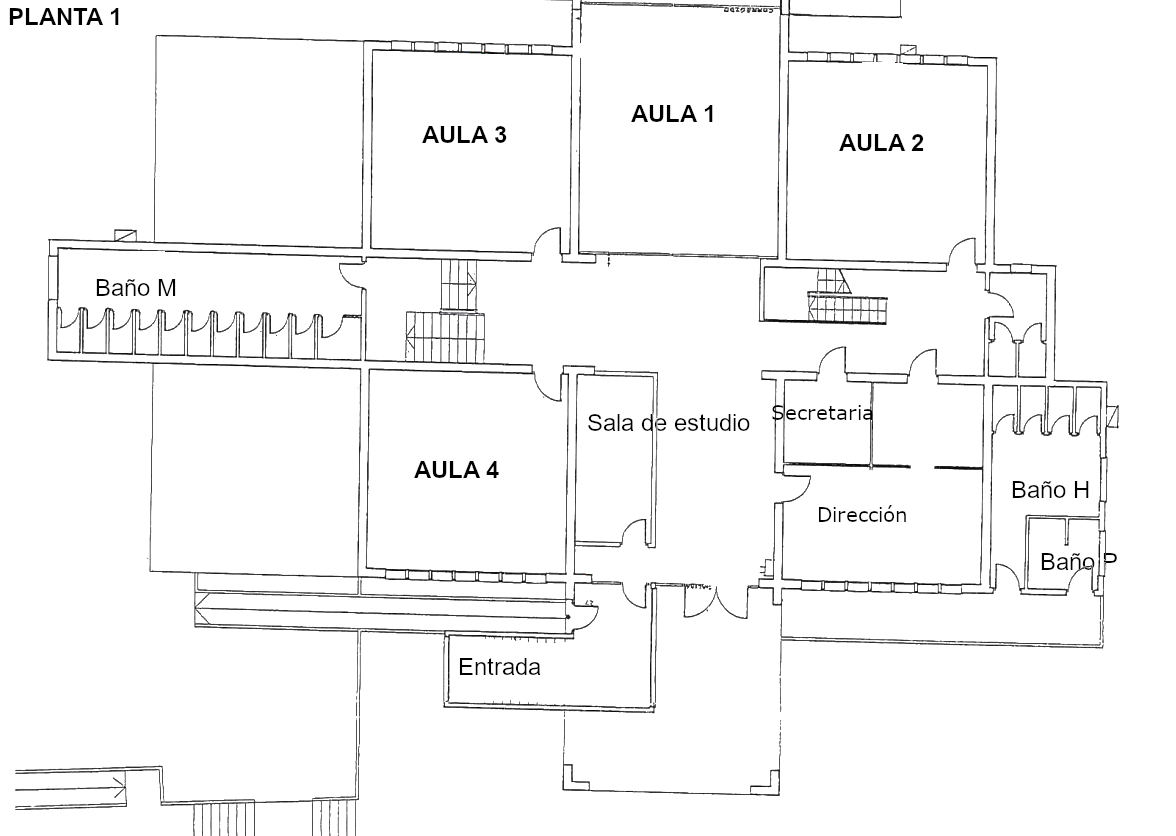 PLANTA 1
AULA 1
AULA 3
AULA 2
Baño M
Secretaria
Sala de estudio
AULA 4
Baño H
Dirección
Baño P
Entrada